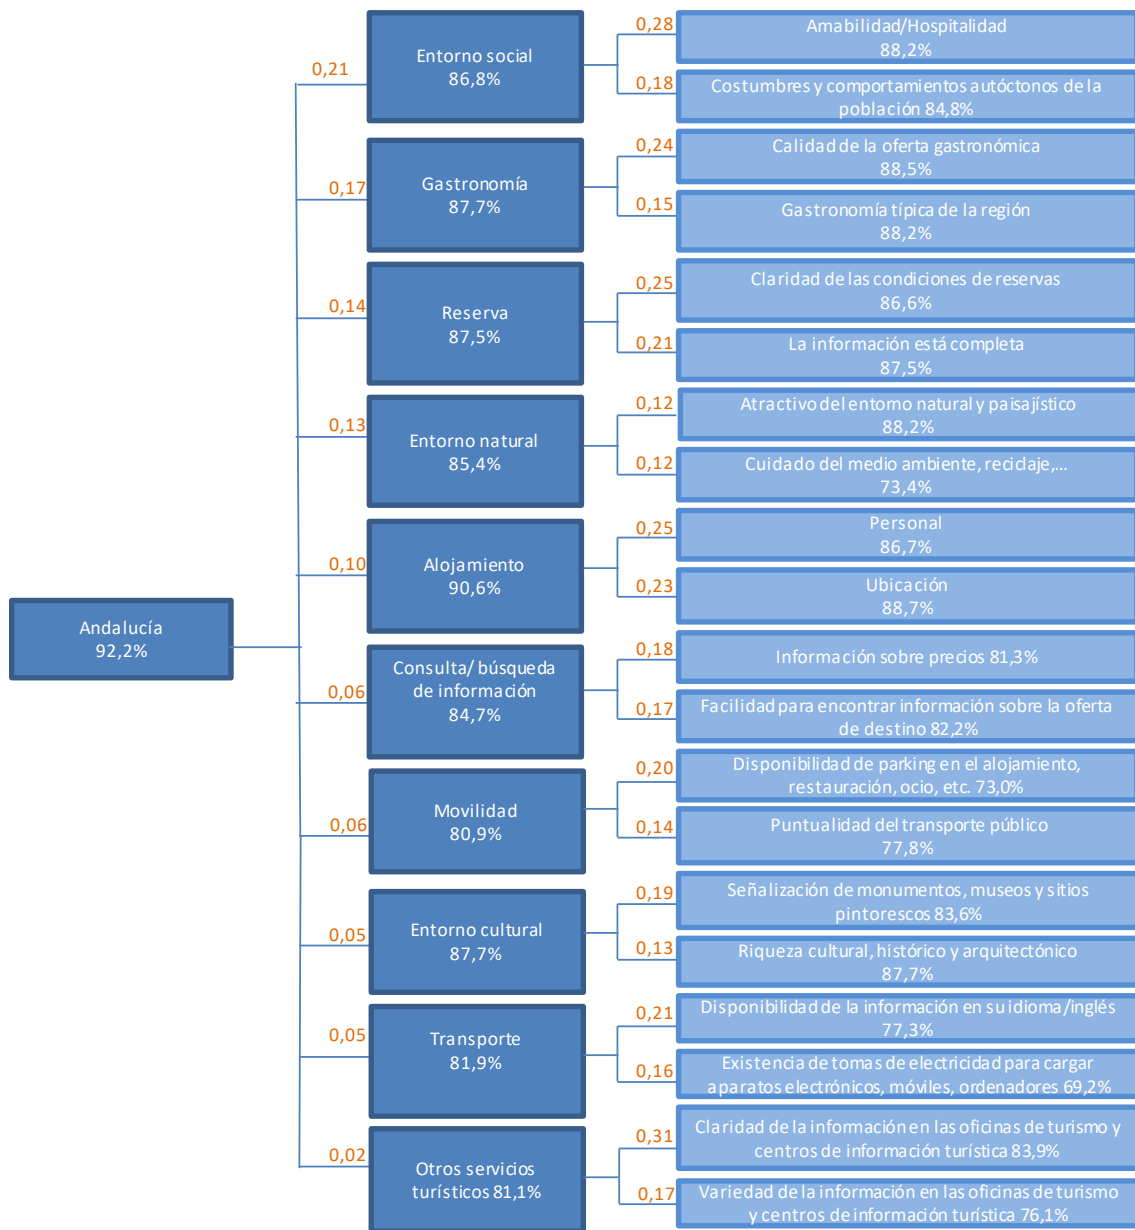 Andalucía
92,2%
0,21
Entorno social
86,8%
0,28
Amabilidad/Hospitalidad
88,2%
0,18
Costumbres y comportamientos autóctonos de la
población 84,8%
0,17
Gastronomía
87,7%
0,24
Calidad de la oferta gastronómica
88,5%
0,15
Gastronomía típica de la región
88,2%
0,14
Reserva
87,5%
0,25
Claridad de las condiciones de reservas
86,6%
0,21
La información está completa
87,5%
0,13
Entorno natural
85,4%
0,12
Atractivo del entorno natural y paisajístico
88,2%
0,12
Cuidado del medio ambiente, reciclaje,...
73,4%
0,10
Alojamiento
90,6%
0,25
Personal
86,7%
0,23
Ubicación
88,7%
0,06
Consulta/ búsqueda
de información
84,7%
0,18
Información sobre precios 81,3%
0,17
Facilidad para encontrar información sobre la oferta
de destino 82,2%
0,06
Movilidad
80,9%
0,20
Disponibilidad de parking en el alojamiento,
restauración, ocio, etc. 73,0%
0,14
Puntualidad del transporte público
77,8%
0,05
Entorno cultural
87,7%
0,19
Señalización de monumentos, museos y sitios
pintorescos 83,6%
0,13
Riqueza cultural, histórico y arquitectónico
87,7%
0,05
Transporte
81,9%
0,21
Disponibilidad de la información en su idioma/inglés
77,3%
0,16
Existencia de tomas de electricidad para cargar
aparatos electrónicos, móviles, ordenadores 69,2%
0,02
Otros servicios
turísticos 81,1%
0,31
Claridad de la información en las oficinas de turismo y
centros de información turística 83,9%
0,17
Variedad de la información en las oficinas de turismo
y centros de información turística 76,1%